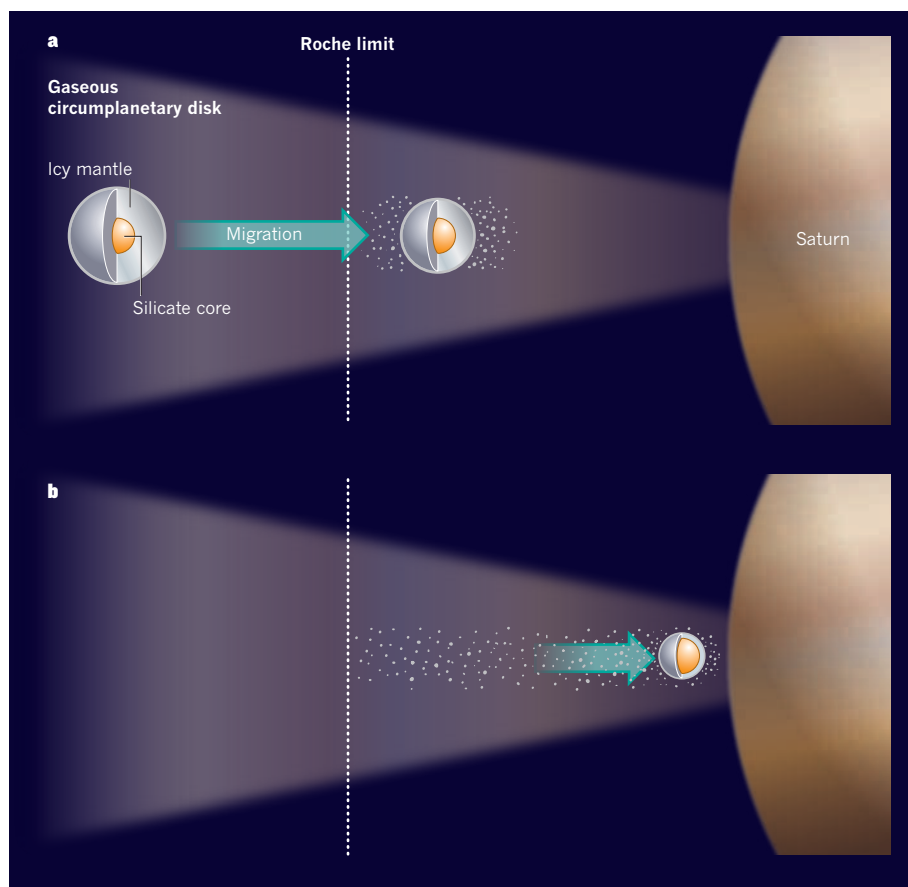 a
Roche limit
Gaseous
circumplanetary disk
Icy mantle
Migration
Saturn
Silicate core
b